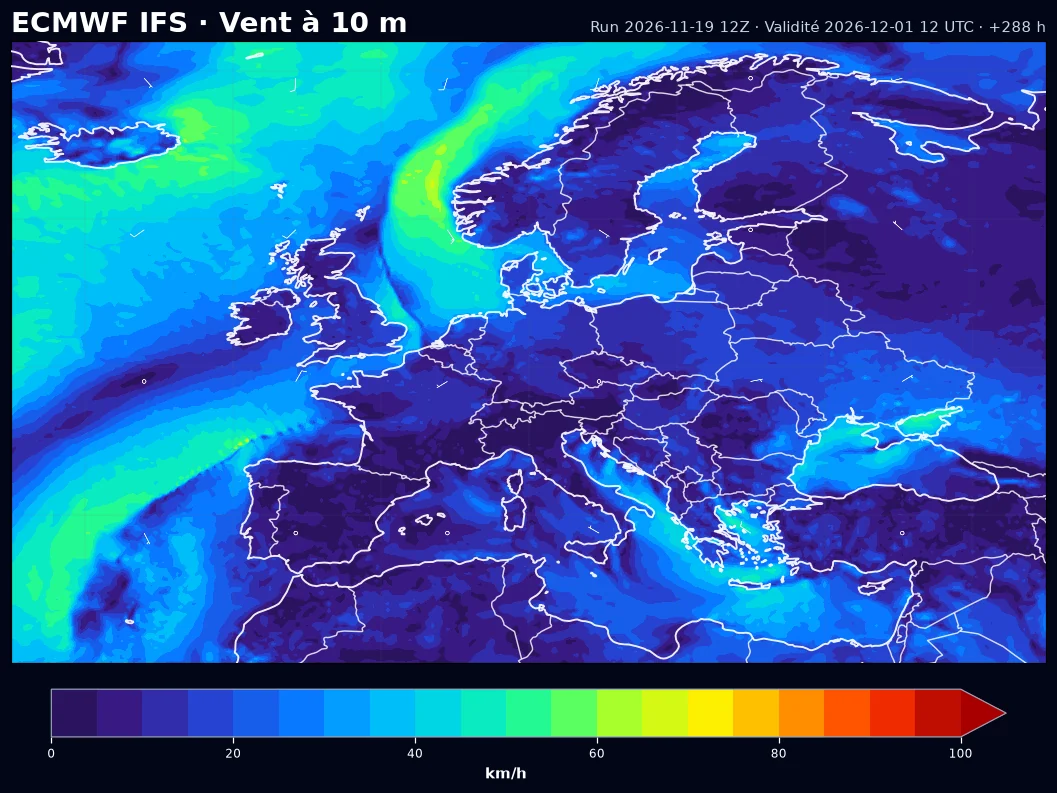 ECMWF IFS · Vent à 10 m
Run 2026-11-19 12Z · Validité 2026-12-01 12 UTC · +288 h
0 20 40 60 80 100
km/h